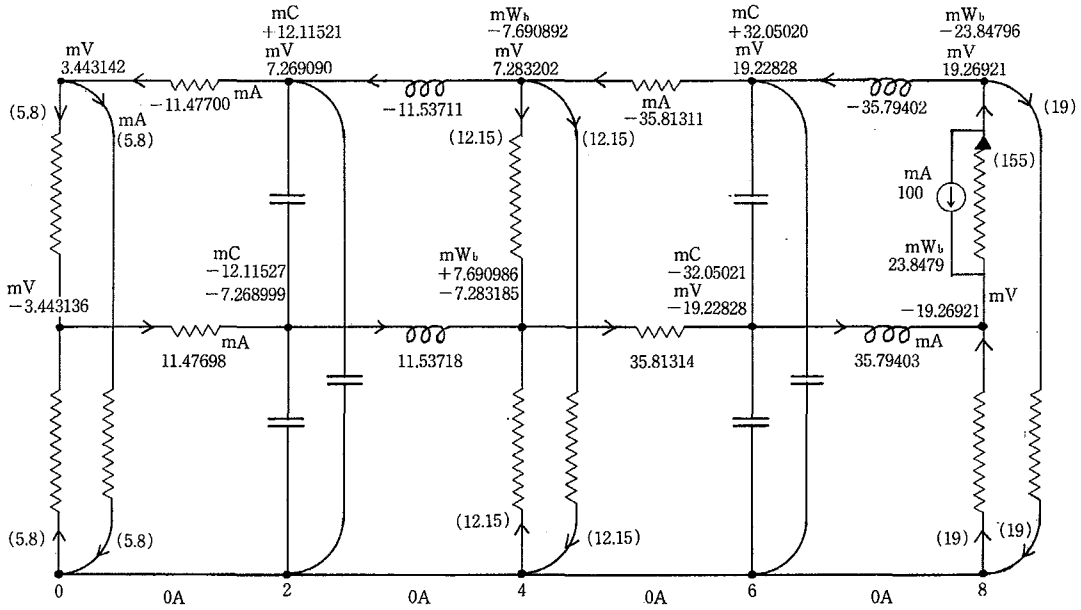 mC
+12.11521
mV
7.269090
mWb
−7.690892
mV
7.283202
mC
+32.05020
mV
19.22828
mWb
−23.84796
mV
19.26921
mV
3.443142
−11.47700
mA
−11.53711
mA
−35.81311
−35.79402
(5.8)
mA
(5.8)
(12.15)
(12.15)
(19)
(155)
mA
100
mWb
23.8479
mV
−3.443136
mC
−12.11527
−7.268999
mWb
+7.690986
−7.283185
mC
−32.05021
mV
−19.22828
−19.26921
mV
11.47698
mA
11.53718
35.81314
mA
35.79403
(5.8)
(5.8)
(12.15)
(12.15)
(19)
(19)
0
0A
2
0A
4
0A
6
0A
8